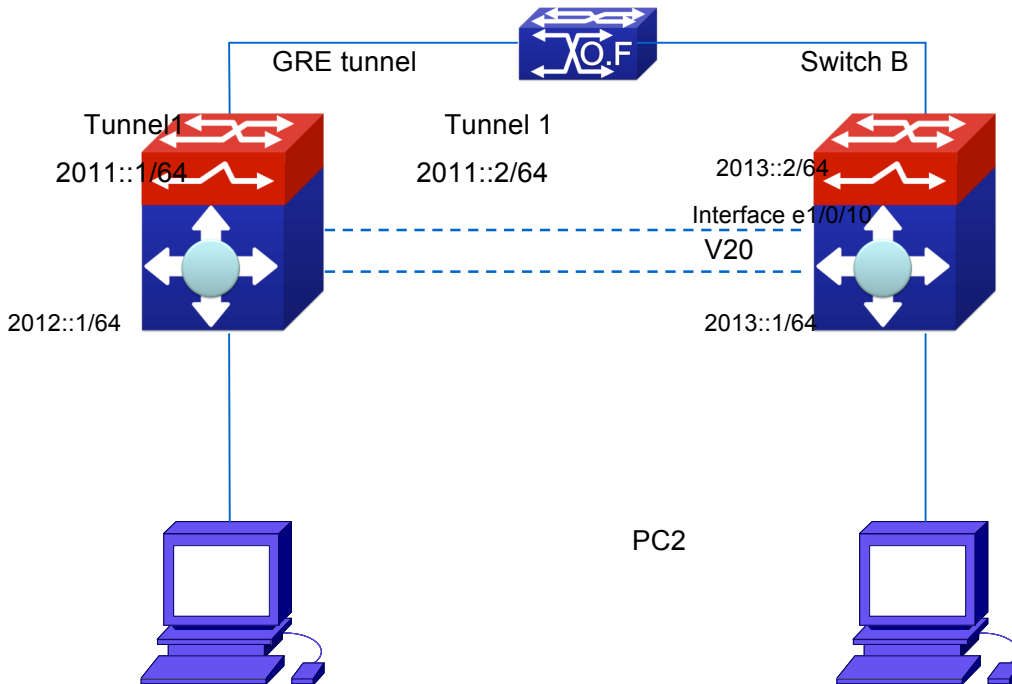 O.F
GRE tunnel
Switch B
Tunnel1
Tunnel 1
2011::1/64
2011::2/64
2013::2/64
Interface e1/0/10
V20
2012::1/64
2013::1/64
PC2